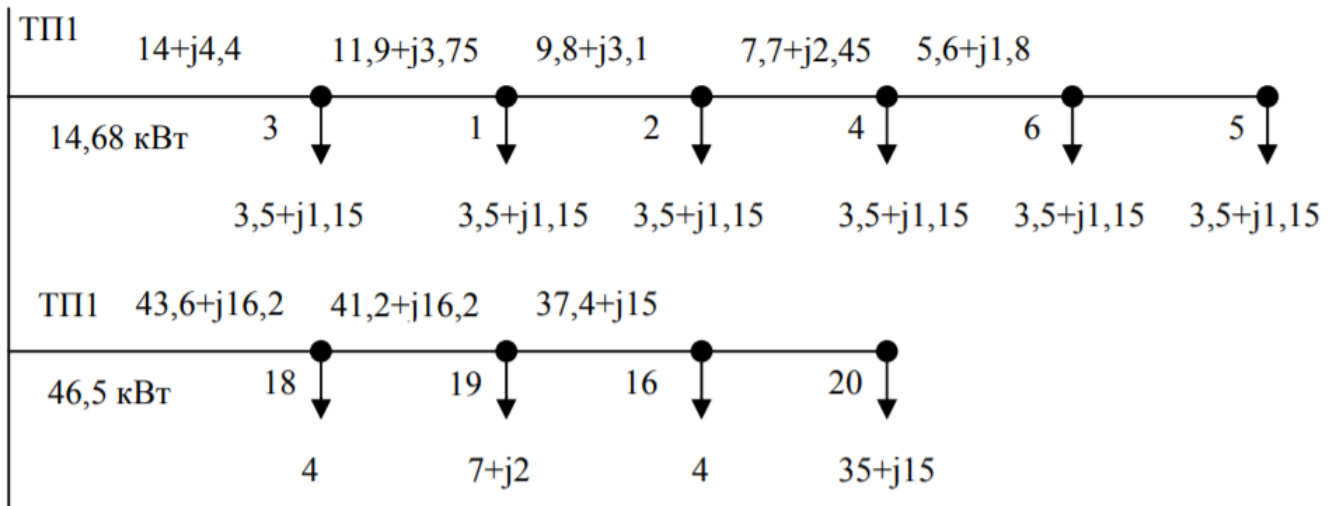 ТП1
14+j4,4 11,9+j3,75 9,8+j3,1 7,7+j2,45 5,6+j1,8
14,68 кВт 3 1 2 4 6 5
3,5+j1,15 3,5+j1,15 3,5+j1,15 3,5+j1,15 3,5+j1,15 3,5+j1,15
ТП1 43,6+j16,2 41,2+j16,2 37,4+j15
46,5 кВт 18 19 16 20
4 7+j2 4 35+j15